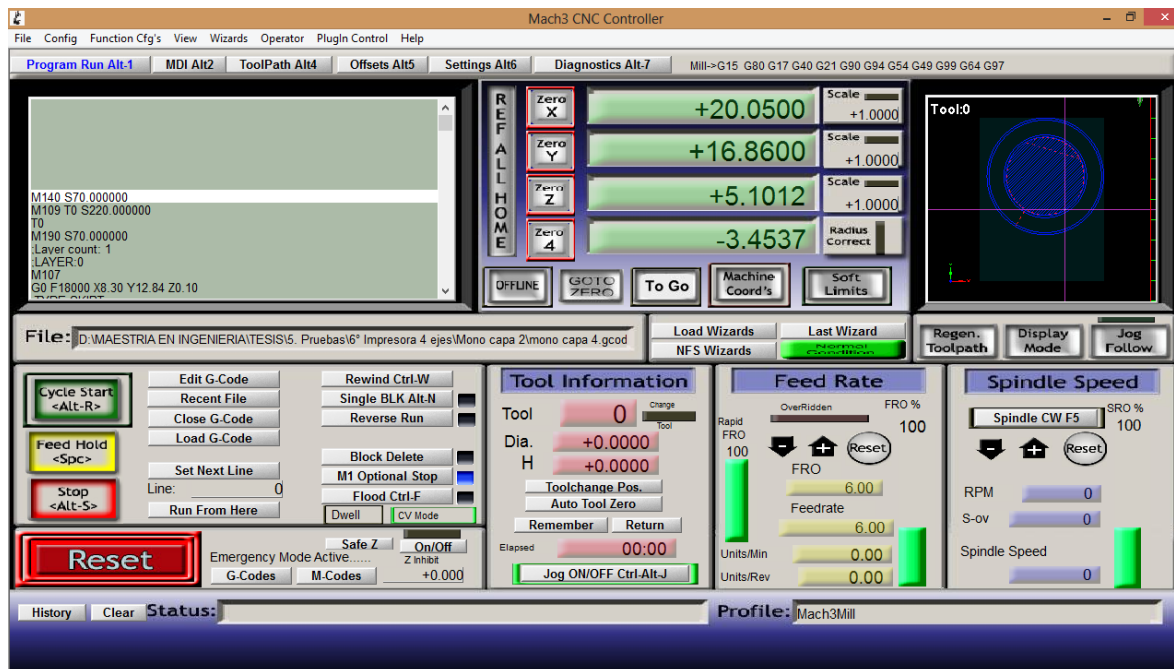 Mach3 CNC Controller
File Config Function Cfg's View Wizards Operator PlugIn Control Help
Program Run Alt-1 MDI Alt2 ToolPath Alt4 Offsets Alt5 Settings Alt6 Diagnostics Alt-7 Mill->G15 G80 G17 G40 G21 G90 G94 G54 G49 G99 G64 G97
M140 S70.000000
M109 T0 S220.000000
T0
M190 S70.000000
;Layer count: 1
;LAYER:0
M107
G0 F18000 X8.30 Y12.84 Z0.10
;TYPE:SKIRT
REF ALL HOME
Zero X +20.0500 Scale +1.0000
Zero Y +16.8600 Scale +1.0000
Zero Z +5.1012 Scale +1.0000
Zero 4 -3.4537 Radius Correct
OFFLINE GOTO ZERO To Go Machine Coord's Soft Limits
Tool:0
File: D:\MAESTRIA EN INGENIERIA\TESIS\5. Pruebas\6° Impresora 4 ejes\Mono capa 2\mono capa 4.gcod
Load Wizards Last Wizard
NFS Wizards Normal Condition
Regen. Toolpath Display Mode Jog Follow
Cycle Start <Alt-R>
Feed Hold <Spc>
Stop <Alt-S>
Edit G-Code
Recent File
Close G-Code
Load G-Code
Set Next Line
Line: 0
Run From Here
Rewind Ctrl-W
Single BLK Alt-N
Reverse Run
Block Delete
M1 Optional Stop
Flood Ctrl-F
Dwell CV Mode
Reset
Emergency Mode Active......
Safe Z On/Off
Z Inhibit
G-Codes M-Codes +0.000
Tool Information
Tool 0 Change Tool
Dia. +0.0000
H +0.0000
Toolchange Pos.
Auto Tool Zero
Remember Return
Elapsed 00:00
Jog ON/OFF Ctrl-Alt-J
Feed Rate
OverRidden FRO %
Rapid FRO 100
100
Reset
FRO
6.00
Feedrate
6.00
Units/Min 0.00
Units/Rev 0.00
Spindle Speed
Spindle CW F5 SRO % 100
Reset
RPM 0
S-ov 0
Spindle Speed
0
History Clear Status: Profile: Mach3Mill